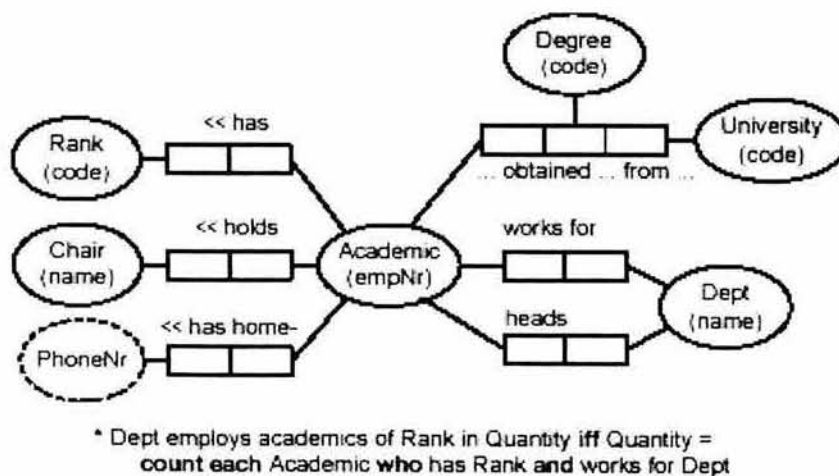 Degree
(code)
<< has
Rank
(code)
University
(code)
... obtained ... from ...
<< holds
Academic
(empNr)
works for
Chair
(name)
<< has home-
heads
Dept
(name)
PhoneNr
* Dept employs academics of Rank in Quantity iff Quantity =
count each Academic who has Rank and works for Dept